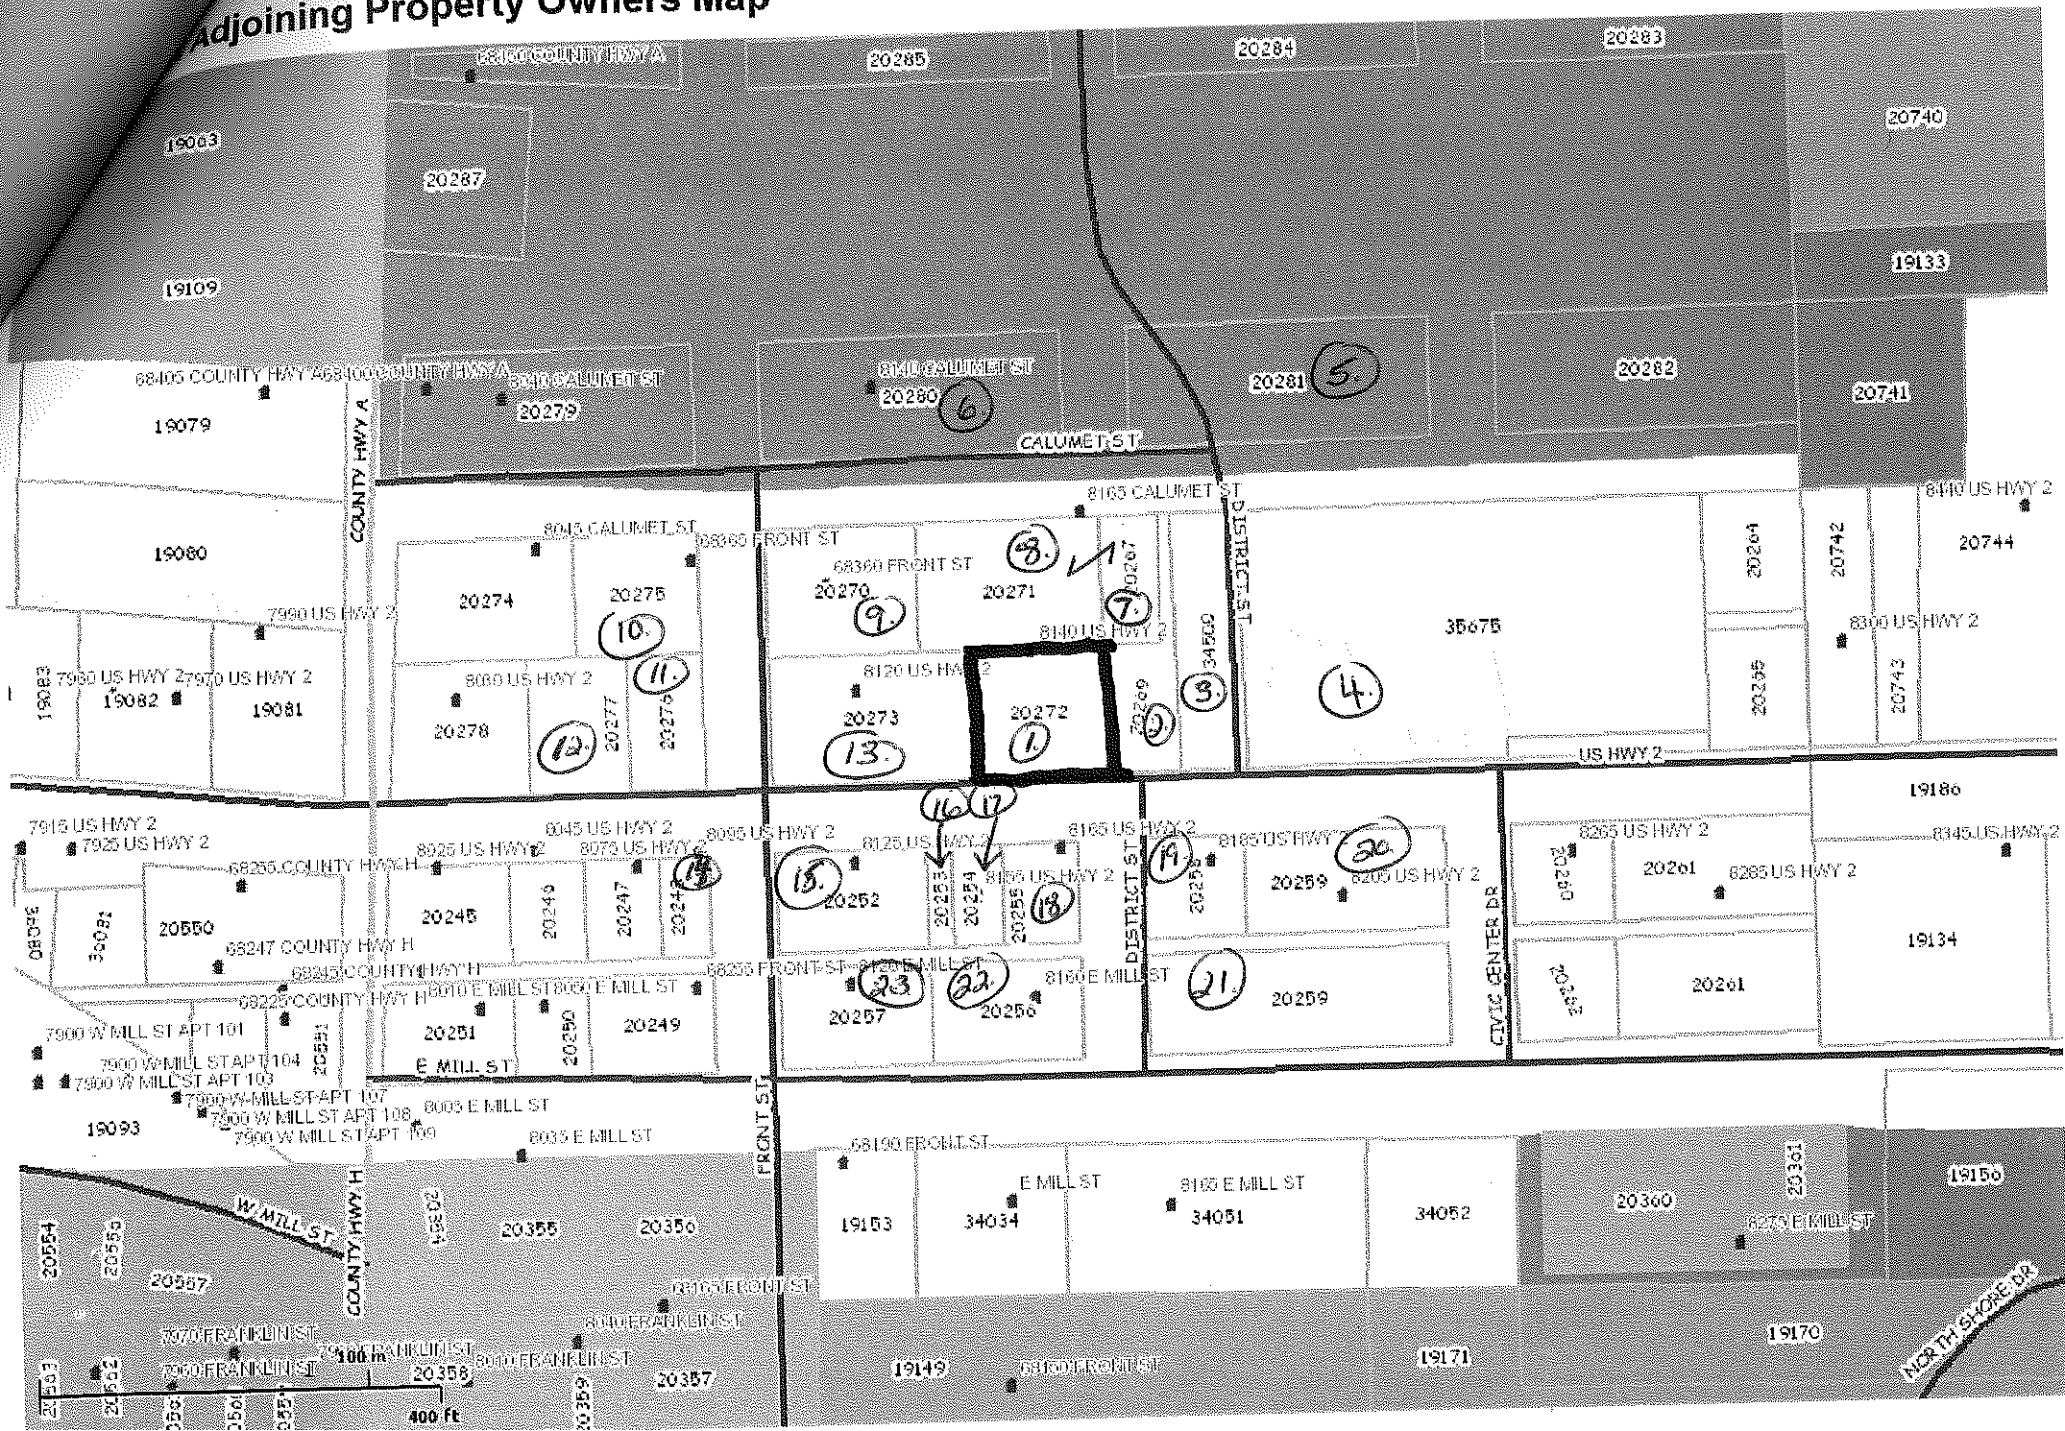 Adjoining Property Owners Map
68450 COUNTY HWY A
20285
20284
20283
20740
19063
20287
19133
19109
68405 COUNTY HWY A
68400 COUNTY HWY A
8040 CALUMET ST
20279
8140 CALUMET ST
20280
6.
20281
5.
20282
20741
19079
COUNTY HWY A
CALUMET ST
8165 CALUMET ST
8440 US HWY 2
19080
8045 CALUMET ST
68365 FRONT ST
68360 FRONT ST
20274
20275
10.
20270
9.
20271
8.
20267
7.
DISTRICT ST
34500
3.
35675
4.
20264
20742
20744
7990 US HWY 2
8140 US HWY 2
8300 US HWY 2
19083
7960 US HWY 2
7970 US HWY 2
19082
19081
8030 US HWY 2
20278
12.
20277
11.
20276
8120 US HWY 2
20273
13.
20272
1.
20269
2.
20265
20743
US HWY 2
16
17
19186
7915 US HWY 2
7925 US HWY 2
8045 US HWY 2
8025 US HWY 2
8075 US HWY 2
8095 US HWY 2
8125 US HWY 2
8165 US HWY 2
8185 US HWY
8265 US HWY 2
8345 US HWY 2
68255 COUNTY HWY H
14.
15.
8155 US HWY 2
18.
19.
20.
8205 US HWY 2
20260
20261
8285 US HWY 2
20550
20245
20246
20247
20252
20253
20254
20255
DISTRICT ST
20259
CIVIC CENTER DR
19134
68247 COUNTY HWY H
68245 COUNTY HWY H
68225 COUNTY HWY H
8010 E MILL ST
8050 E MILL ST
68255 FRONT ST
8120 E MILL ST
23.
22.
8160 E MILL ST
21.
20259
20261
20251
20250
20249
20257
20256
7900 W MILL ST APT 101
7900 W MILL ST APT 104
7900 W MILL ST APT 103
7900 W MILL ST APT 107
7900 W MILL ST APT 108
7900 W MILL ST APT 109
20551
E MILL ST
19093
8005 E MILL ST
8035 E MILL ST
FRONT ST
68190 FRONT ST
E MILL ST
8165 E MILL ST
19153
34034
34051
34052
20360
20361
8275 E MILL ST
19156
W MILL ST
COUNTY HWY H
20554
20557
20355
20356
68165 FRONT ST
8040 FRANKLIN ST
7970 FRANKLIN ST
7960 FRANKLIN ST
FRANKLIN ST
8010 FRANKLIN ST
100 m
20562
20358
20359
20357
19149
68150 FRONT ST
19171
19170
NORTH SHORE DR
400 ft